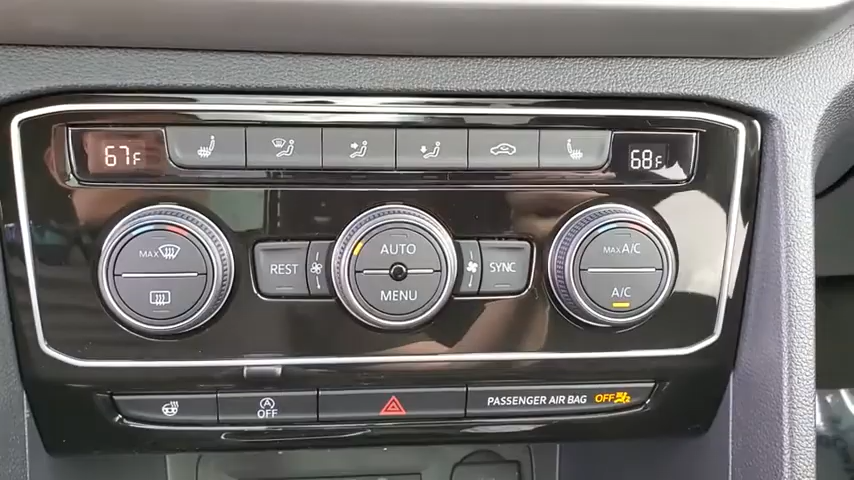 67F
68F
MAX
AUTO
MAX A/C
REST
SYNC
MENU
A/C
A
OFF
PASSENGER AIR BAG OFF